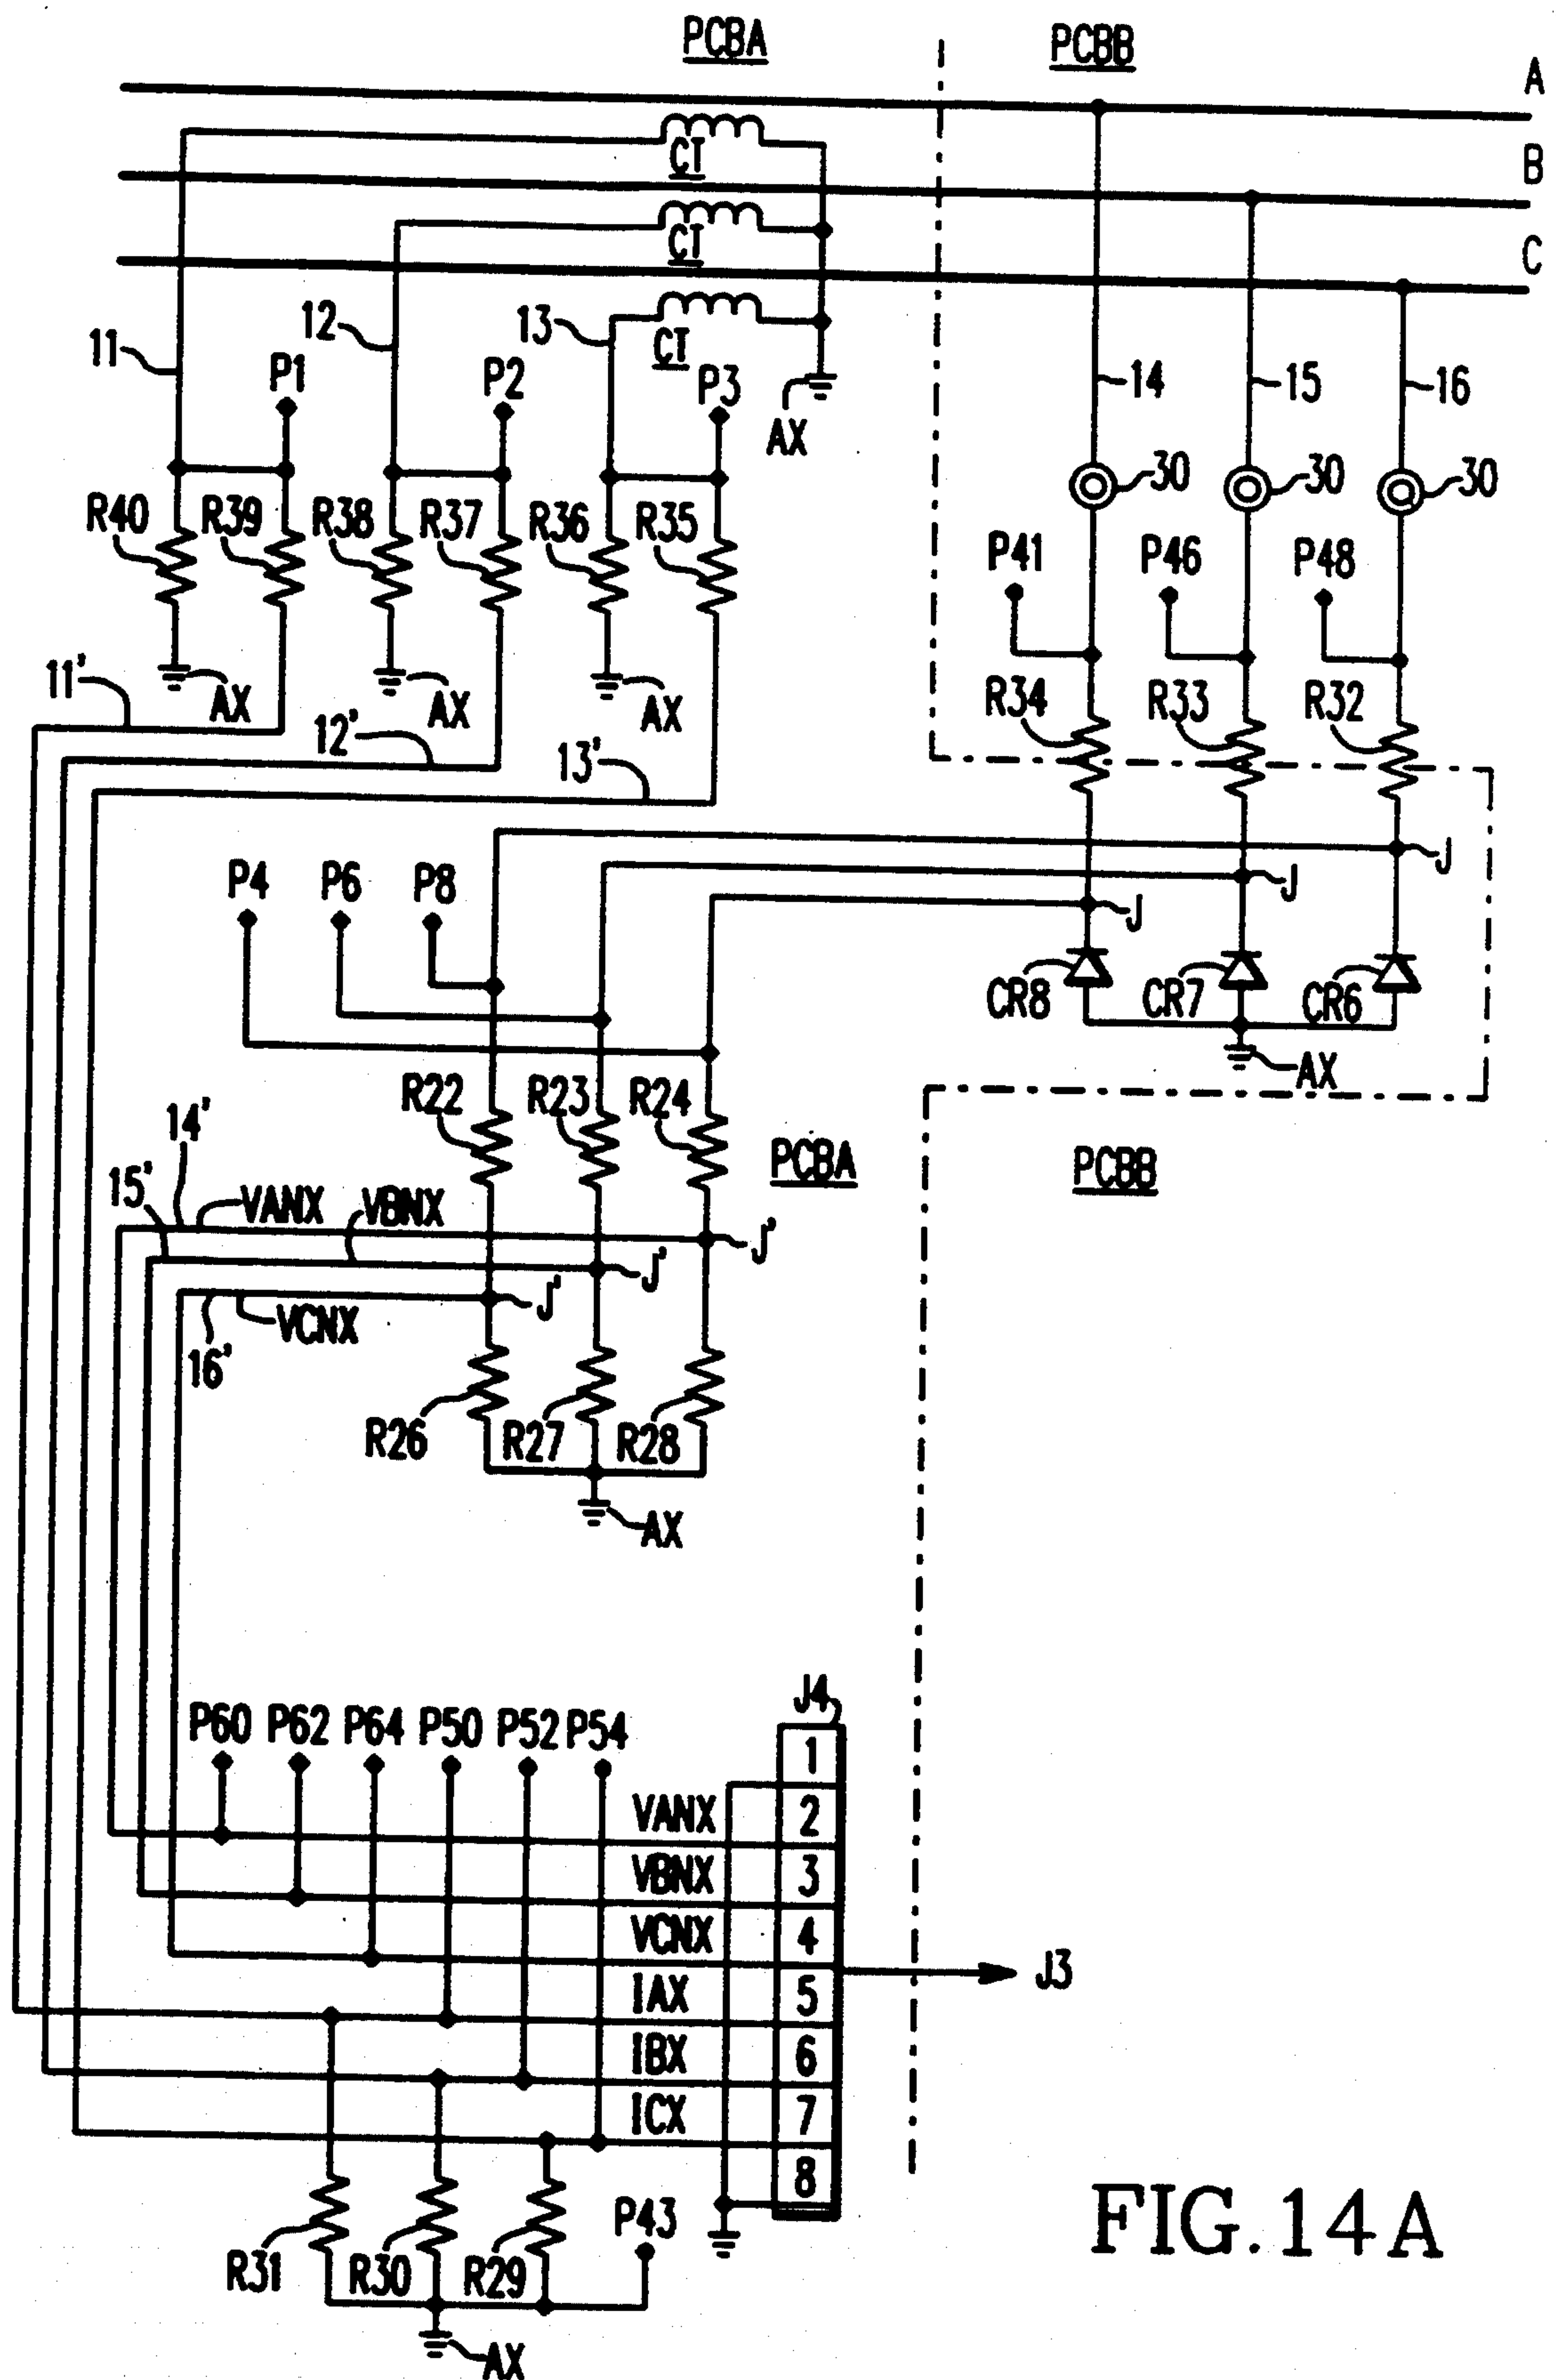 PCBA PCBB
A
CT
B
CT
C
11 12 13 CT
P1 P2 P3 14 15 16
AX
30 30 30
R40 R39 R38 R37 R36 R35
P41 P46 P48
11' AX AX AX
R34 R33 R32
12' 13'
J
P4 P6 P8 J
J
CR8 CR7 CR6
AX
R22 R23 R24
14' PCBA PCBB
15' VANX VBNX
J'
J'
J'
16' VCNX
R26 R27 R28
AX
J4
P60 P62 P64 P50 P52 P54
1
VANX 2
VBNX 3
VCNX 4
J3
IAX 5
IBX 6
ICX 7
8
P43
R31 R30 R29
AX
FIG.14A